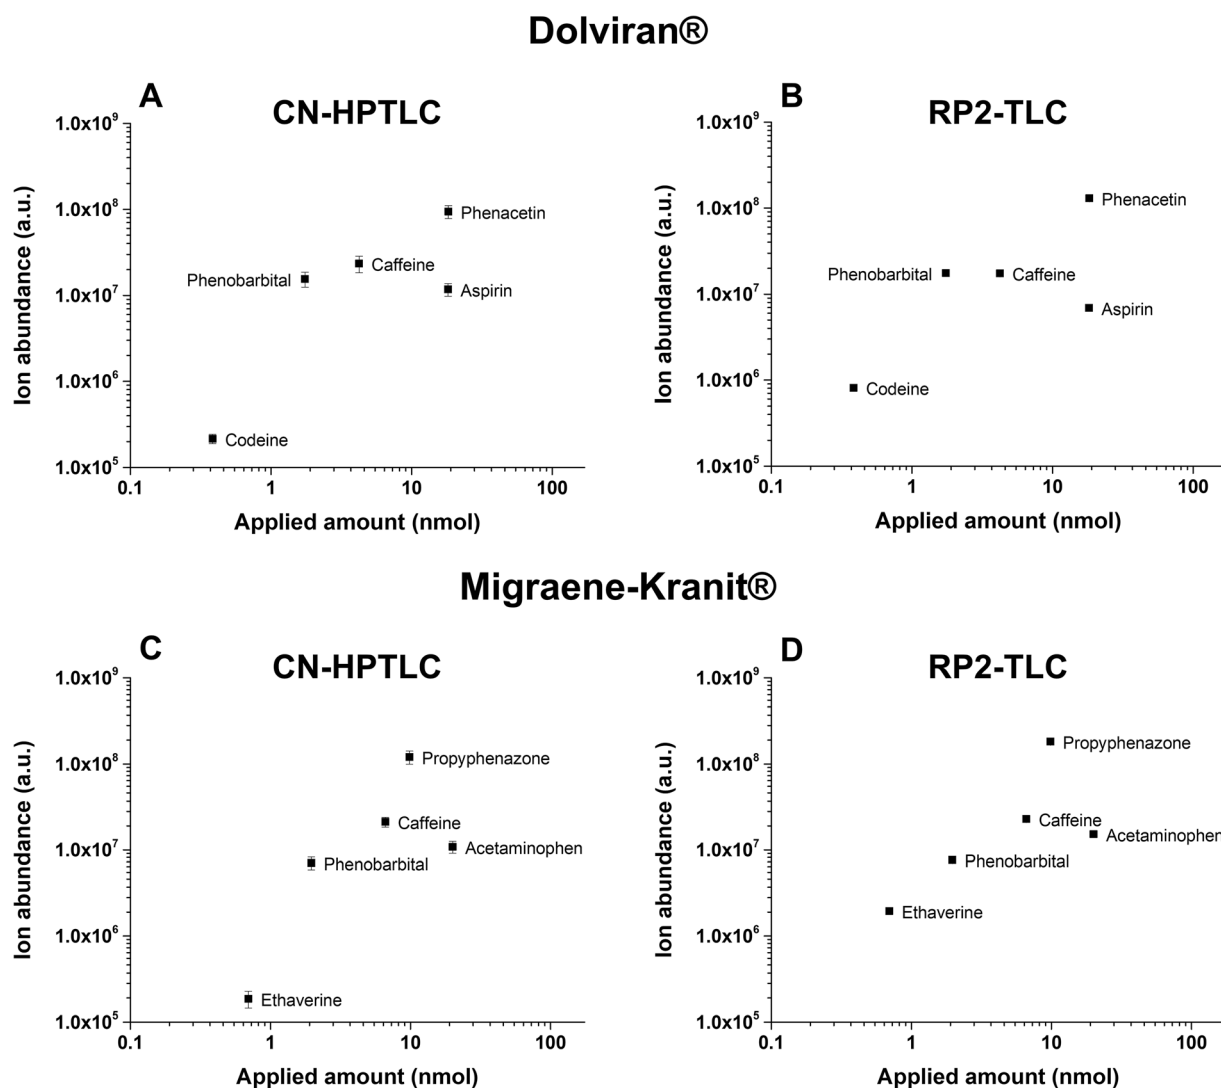 Dolviran®
A
CN-HPTLC
1.0x10⁹
1.0x10⁸
1.0x10⁷
1.0x10⁶
1.0x10⁵
Ion abundance (a.u.)
Phenacetin
Caffeine
Phenobarbital
Aspirin
Codeine
0.1 1 10 100
Applied amount (nmol)
B
RP2-TLC
1.0x10⁹
1.0x10⁸
1.0x10⁷
1.0x10⁶
1.0x10⁵
Ion abundance (a.u.)
Phenacetin
Phenobarbital
Caffeine
Aspirin
Codeine
0.1 1 10 100
Applied amount (nmol)
Migraene-Kranit®
C
CN-HPTLC
1.0x10⁹
1.0x10⁸
1.0x10⁷
1.0x10⁶
1.0x10⁵
Ion abundance (a.u.)
Propyphenazone
Caffeine
Acetaminophen
Phenobarbital
Ethaverine
0.1 1 10 100
Applied amount (nmol)
D
RP2-TLC
1.0x10⁹
1.0x10⁸
1.0x10⁷
1.0x10⁶
1.0x10⁵
Ion abundance (a.u.)
Propyphenazone
Caffeine
Acetaminophen
Phenobarbital
Ethaverine
0.1 1 10 100
Applied amount (nmol)